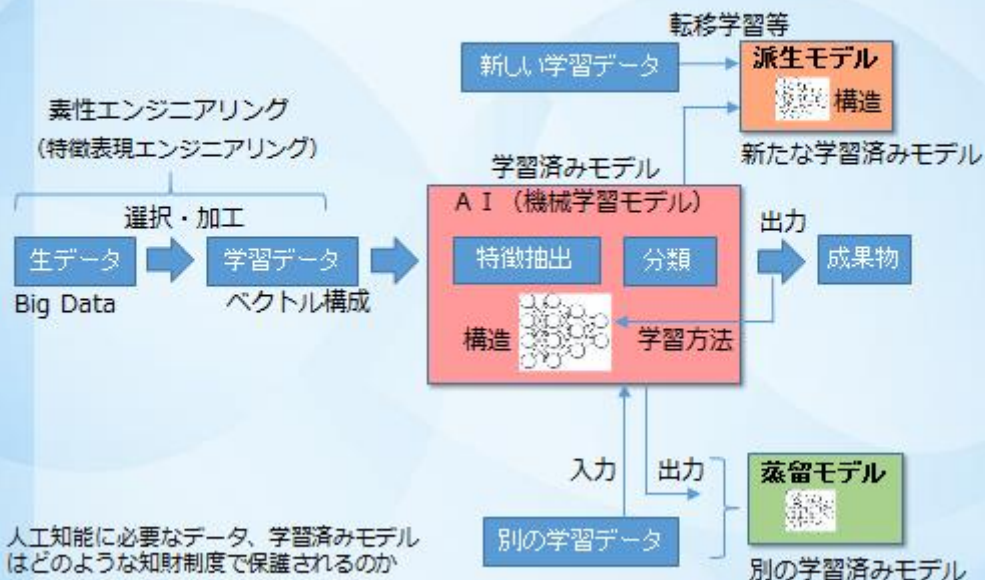 転移学習等
新しい学習データ
派生モデル
構造
新たな学習済みモデル
素性エンジニアリング
(特徴表現エンジニアリング)
選択・加工
生データ
学習データ
Big Data
ベクトル構成
学習済みモデル
ＡＩ（機械学習モデル）
特徴抽出
分類
構造
学習方法
出力
成果物
入力
出力
別の学習データ
蒸留モデル
別の学習済みモデル
人工知能に必要なデータ、学習済みモデル
はどのような知財制度で保護されるのか